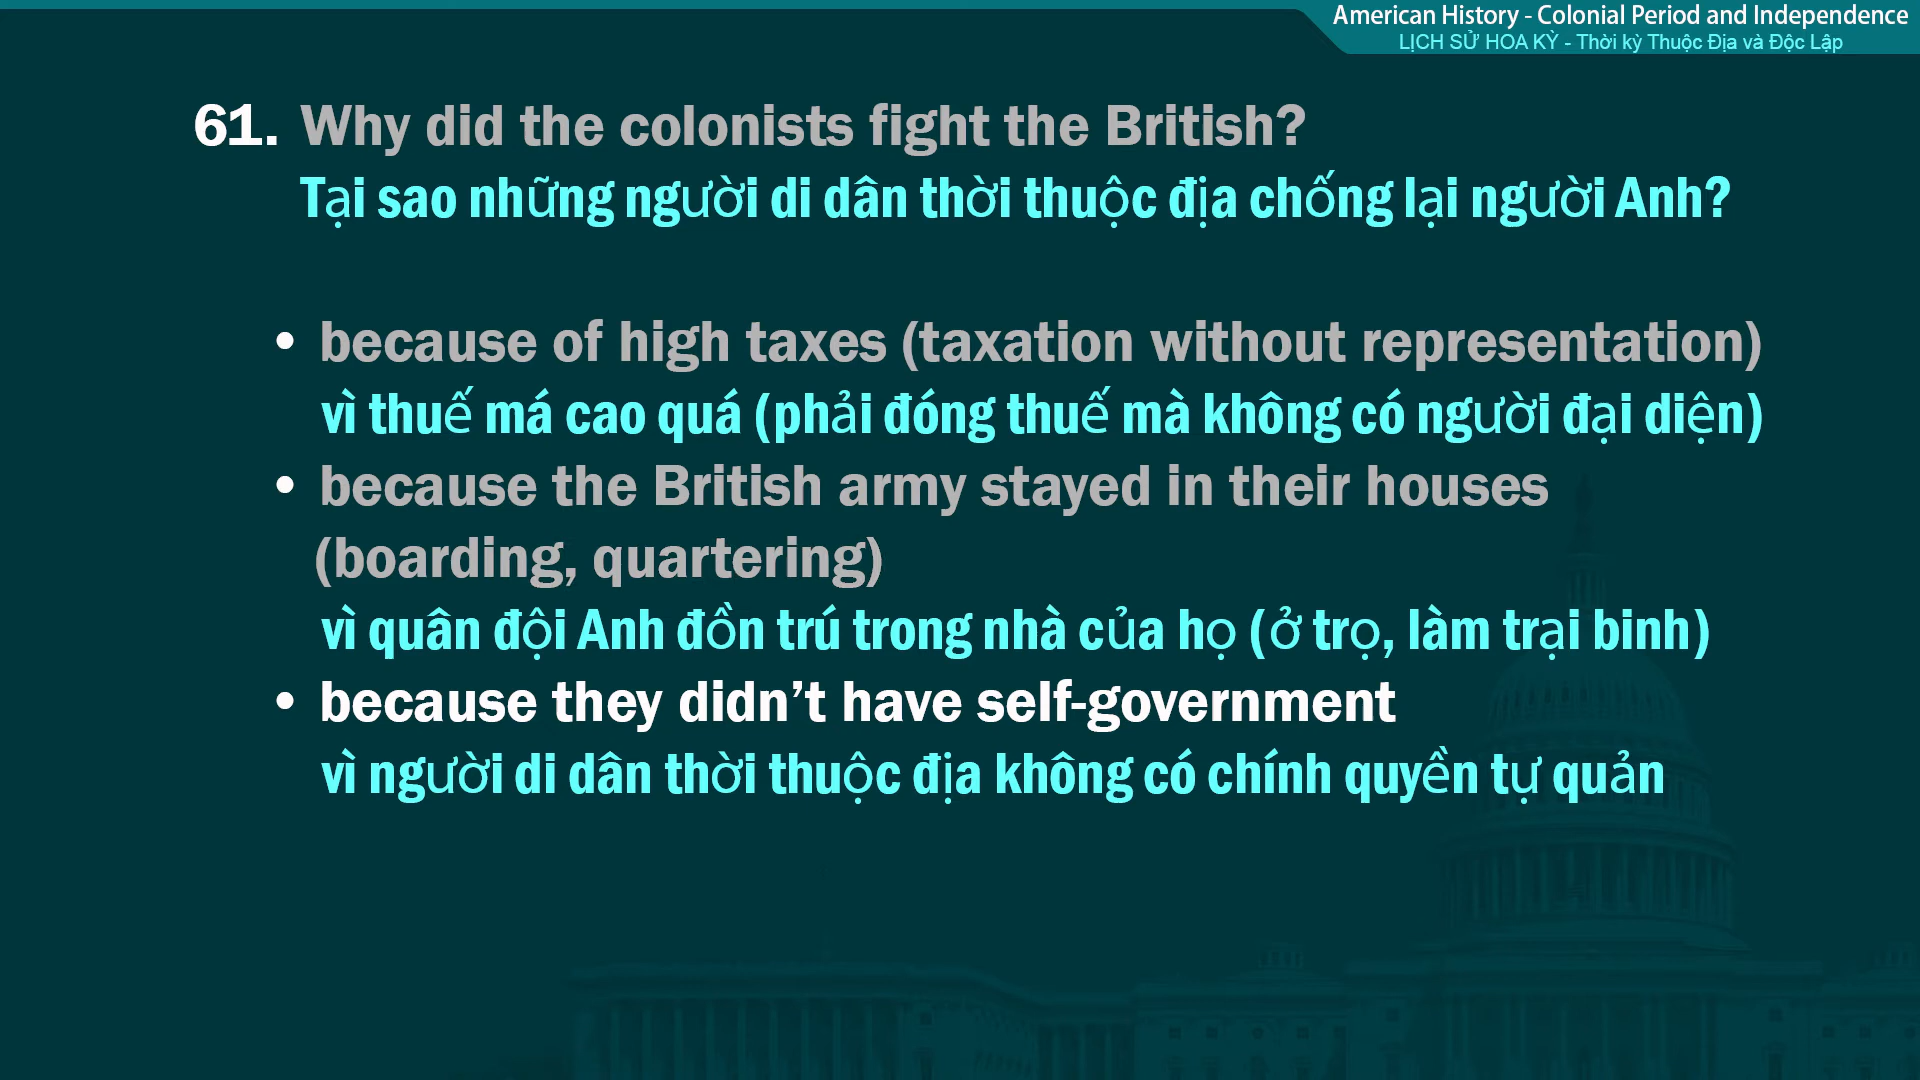 American History - Colonial Period and Independence
LỊCH SỬ HOA KỲ - Thời kỳ Thuộc Địa và Độc Lập
61. Why did the colonists fight the British?
Tại sao những người di dân thời thuộc địa chống lại người Anh?
• because of high taxes (taxation without representation)
vì thuế má cao quá (phải đóng thuế mà không có người đại diện)
• because the British army stayed in their houses
(boarding, quartering)
vì quân đội Anh đồn trú trong nhà của họ (ở trọ, làm trại binh)
• because they didn’t have self-government
vì người di dân thời thuộc địa không có chính quyền tự quản